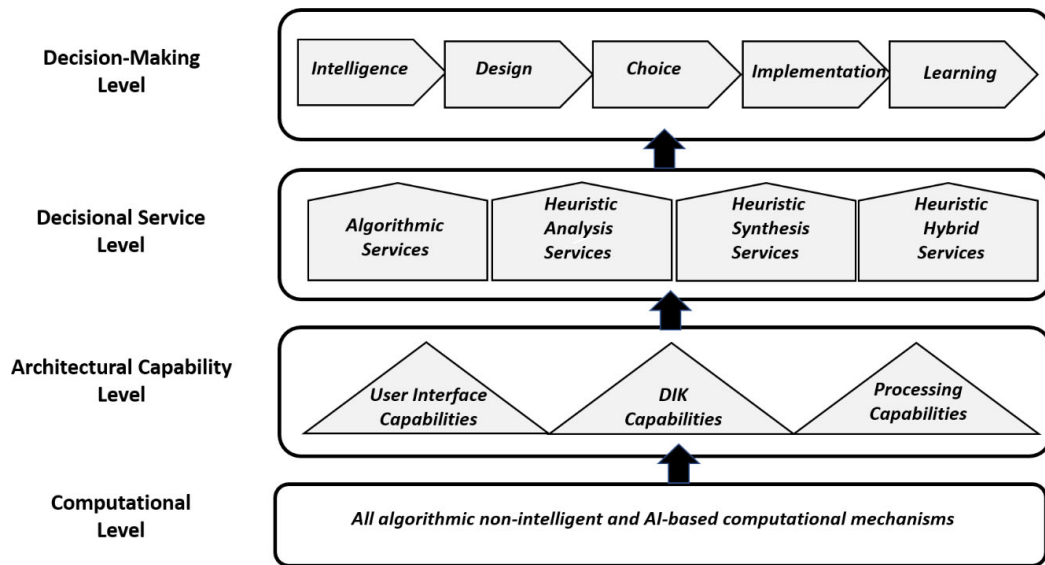 Decision-Making
Level
Intelligence
Design
Choice
Implementation
Learning
Decisional Service
Level
Algorithmic
Services
Heuristic
Analysis
Services
Heuristic
Synthesis
Services
Heuristic
Hybrid
Services
Architectural Capability
Level
User Interface
Capabilities
DIK
Capabilities
Processing
Capabilities
Computational
Level
All algorithmic non-intelligent and AI-based computational mechanisms